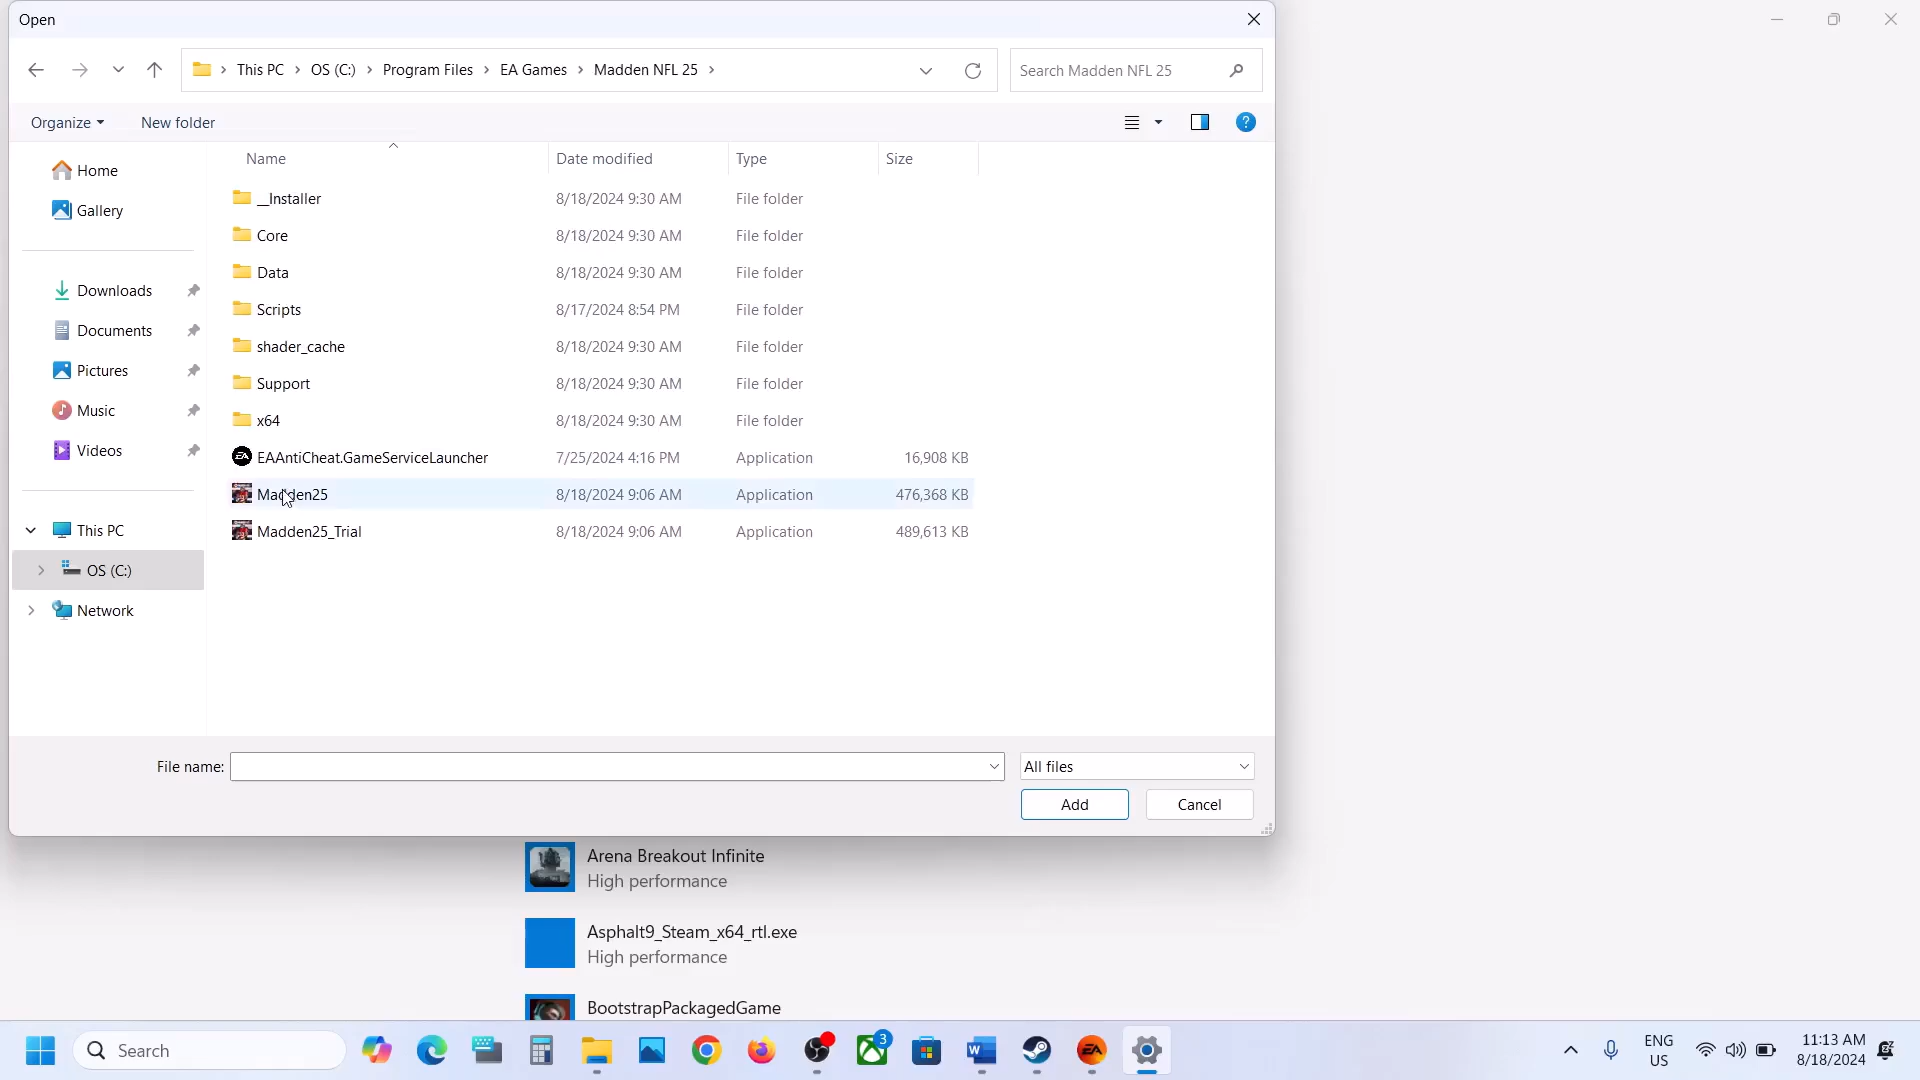 Open
This PC > OS (C:) > Program Files > EA Games > Madden NFL 25 >
Search Madden NFL 25
Organize
New folder
?
Home
Gallery
Downloads
Documents
Pictures
Music
Videos
This PC
OS (C:)
Network
Name Date modified Type Size
__Installer 8/18/2024 9:30 AM File folder
Core 8/18/2024 9:30 AM File folder
Data 8/18/2024 9:30 AM File folder
Scripts 8/17/2024 8:54 PM File folder
shader_cache 8/18/2024 9:30 AM File folder
Support 8/18/2024 9:30 AM File folder
x64 8/18/2024 9:30 AM File folder
EAAntiCheat.GameServiceLauncher 7/25/2024 4:16 PM Application 16,908 KB
Madden25 8/18/2024 9:06 AM Application 476,368 KB
Madden25_Trial 8/18/2024 9:06 AM Application 489,613 KB
File name:
All files
Add
Cancel
Arena Breakout Infinite
High performance
Asphalt9_Steam_x64_rtl.exe
High performance
BootstrapPackagedGame
Search
3
W
EA
ENG
US
11:13 AM
8/18/2024